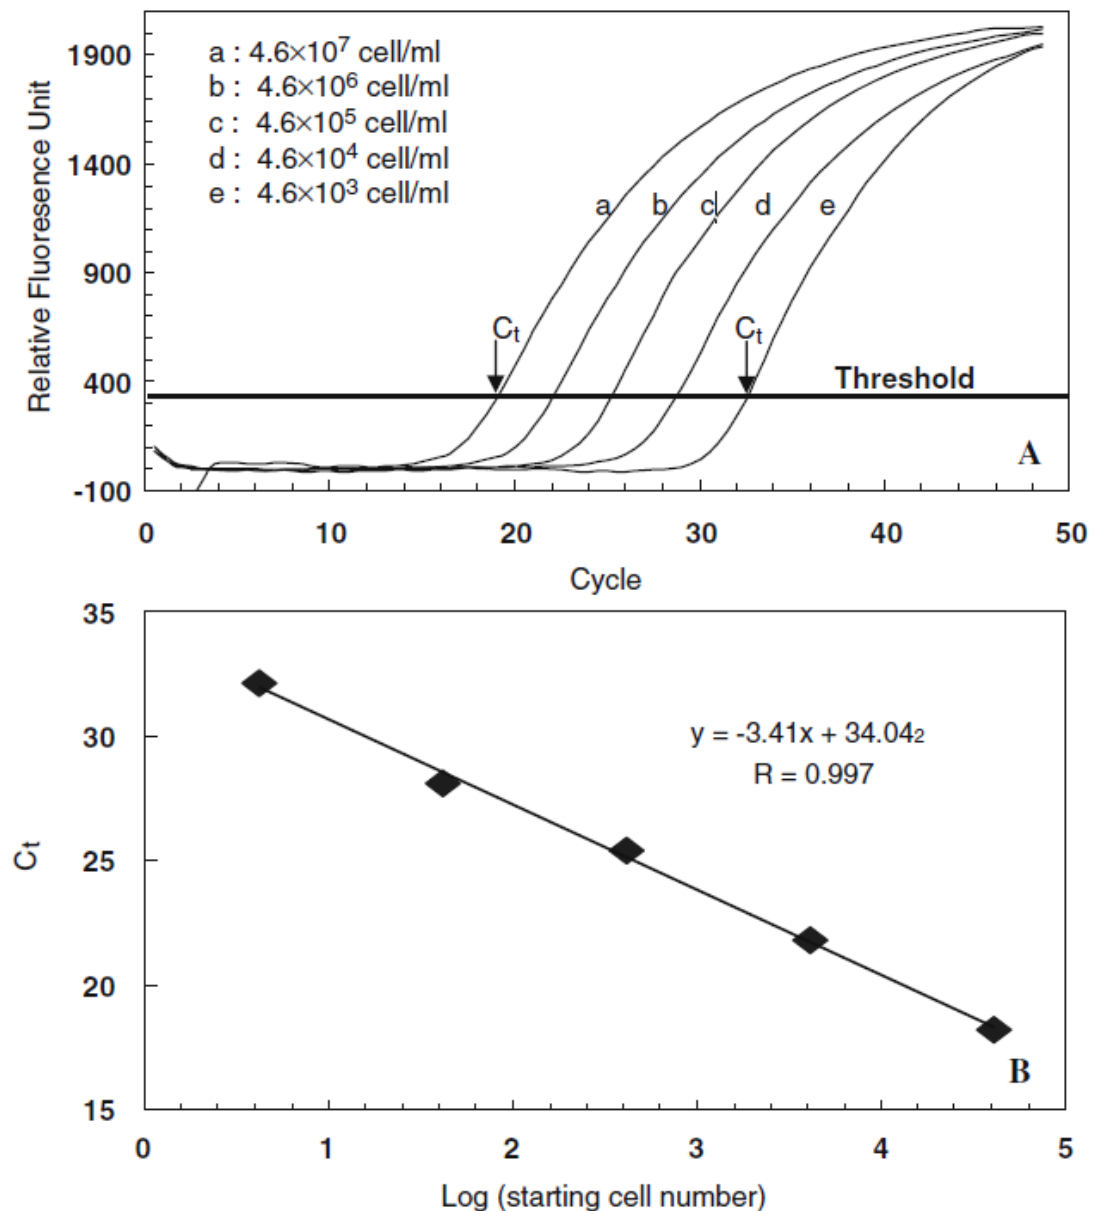 1900
1400
900
400
-100
Relative Fluoresence Unit
a : 4.6×10⁷ cell/ml
b : 4.6×10⁶ cell/ml
c : 4.6×10⁵ cell/ml
d : 4.6×10⁴ cell/ml
e : 4.6×10³ cell/ml
a b c d e
Cₜ Cₜ
Threshold
A
0 10 20 30 40 50
Cycle
35
30
25
20
15
Cₜ
y = -3.41x + 34.04₂
R = 0.997
B
0 1 2 3 4 5
Log (starting cell number)